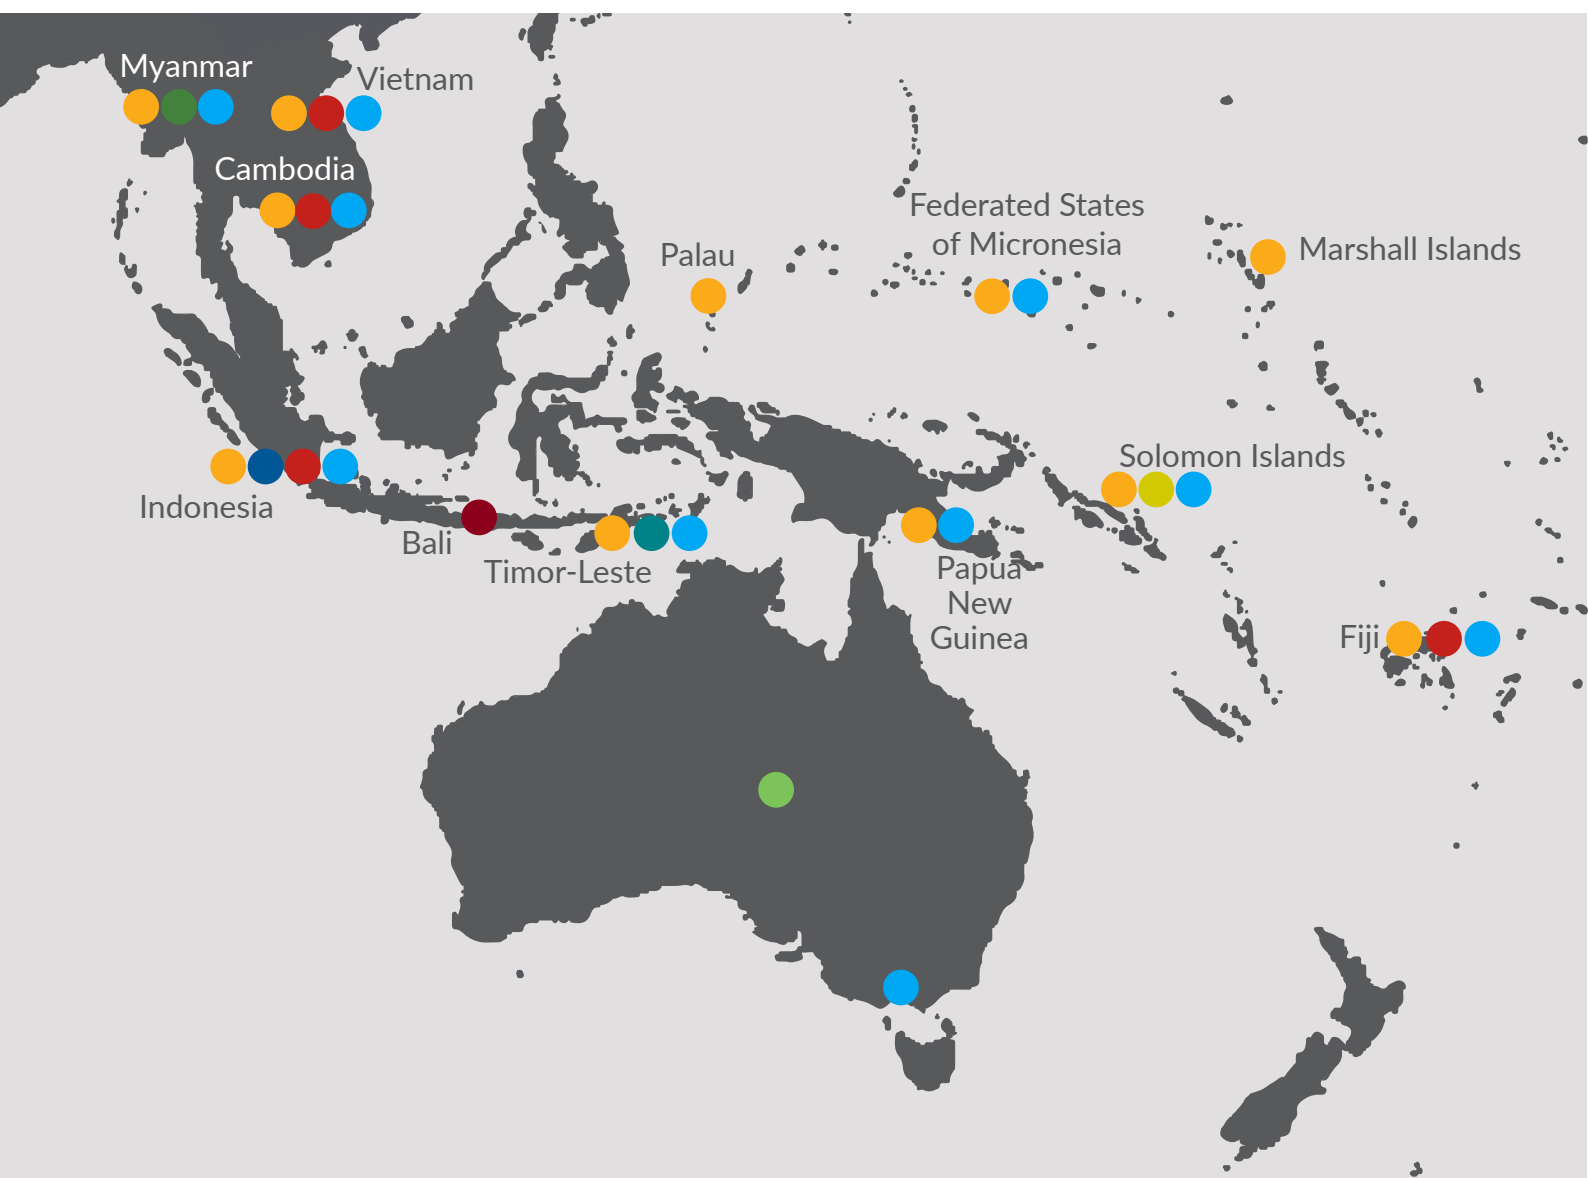 Myanmar
Vietnam
Cambodia
Federated States
of Micronesia
Palau
Marshall Islands
Solomon Islands
Indonesia
Bali
Timor-Leste
Papua
New
Guinea
Fiji